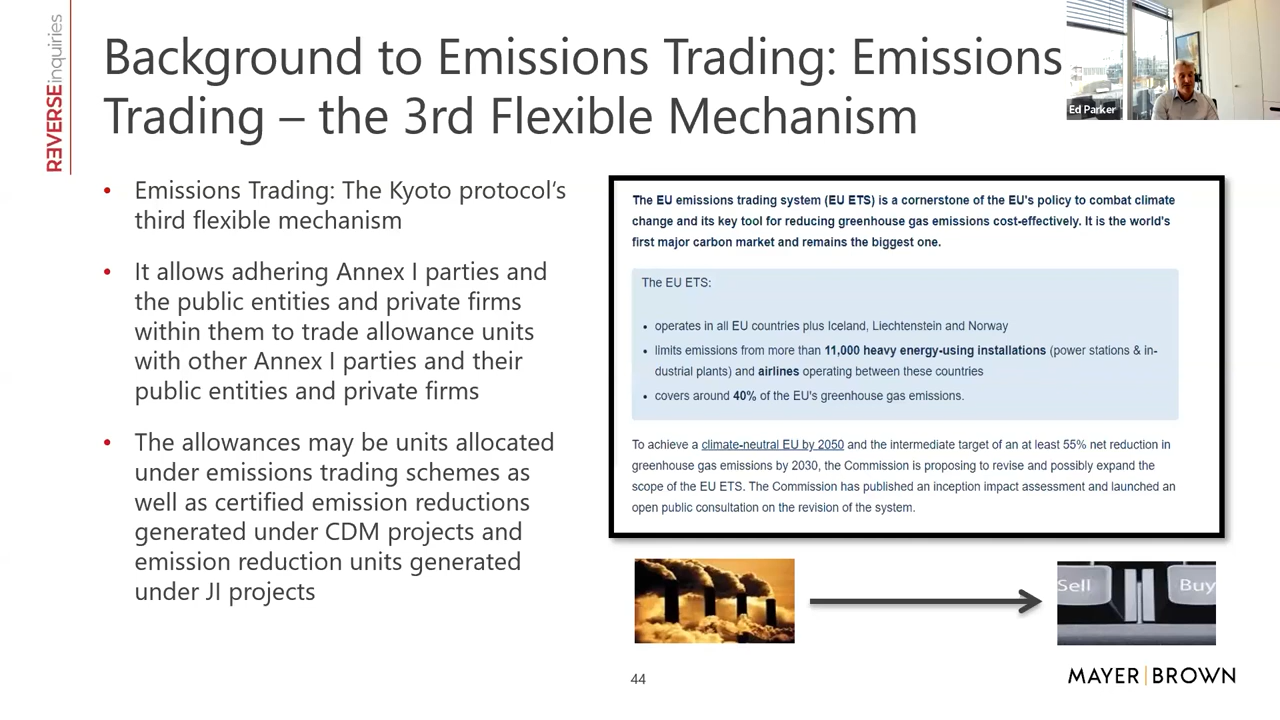 REVERSEinquiries
Background to Emissions Trading: Emissions
Trading – the 3rd Flexible Mechanism
Ed Parker
• Emissions Trading: The Kyoto protocol's
third flexible mechanism
• It allows adhering Annex I parties and
the public entities and private firms
within them to trade allowance units
with other Annex I parties and their
public entities and private firms
• The allowances may be units allocated
under emissions trading schemes as
well as certified emission reductions
generated under CDM projects and
emission reduction units generated
under JI projects
The EU emissions trading system (EU ETS) is a cornerstone of the EU's policy to combat climate
change and its key tool for reducing greenhouse gas emissions cost-effectively. It is the world's
first major carbon market and remains the biggest one.
The EU ETS:
• operates in all EU countries plus Iceland, Liechtenstein and Norway
• limits emissions from more than 11,000 heavy energy-using installations (power stations & in-
dustrial plants) and airlines operating between these countries
• covers around 40% of the EU's greenhouse gas emissions.
To achieve a climate-neutral EU by 2050 and the intermediate target of an at least 55% net reduction in
greenhouse gas emissions by 2030, the Commission is proposing to revise and possibly expand the
scope of the EU ETS. The Commission has published an inception impact assessment and launched an
open public consultation on the revision of the system.
Sell
Buy
44
MAYER|BROWN